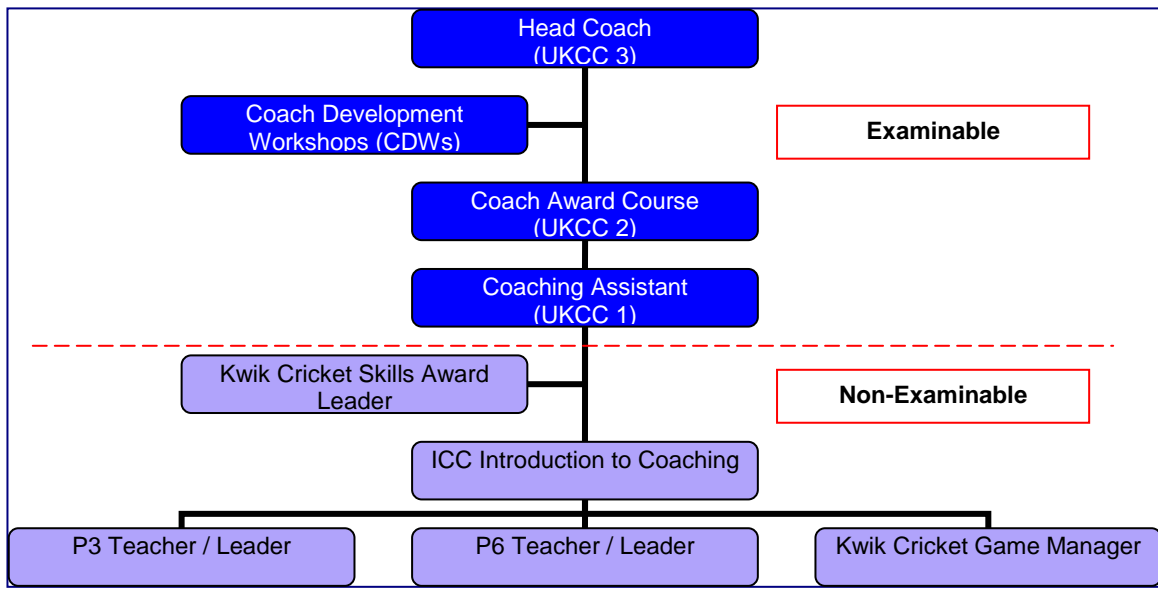 Head Coach
(UKCC 3)
Coach Development
Workshops (CDWs)
Examinable
Coach Award Course
(UKCC 2)
Coaching Assistant
(UKCC 1)
Kwik Cricket Skills Award
Leader
Non-Examinable
ICC Introduction to Coaching
P3 Teacher / Leader
P6 Teacher / Leader
Kwik Cricket Game Manager